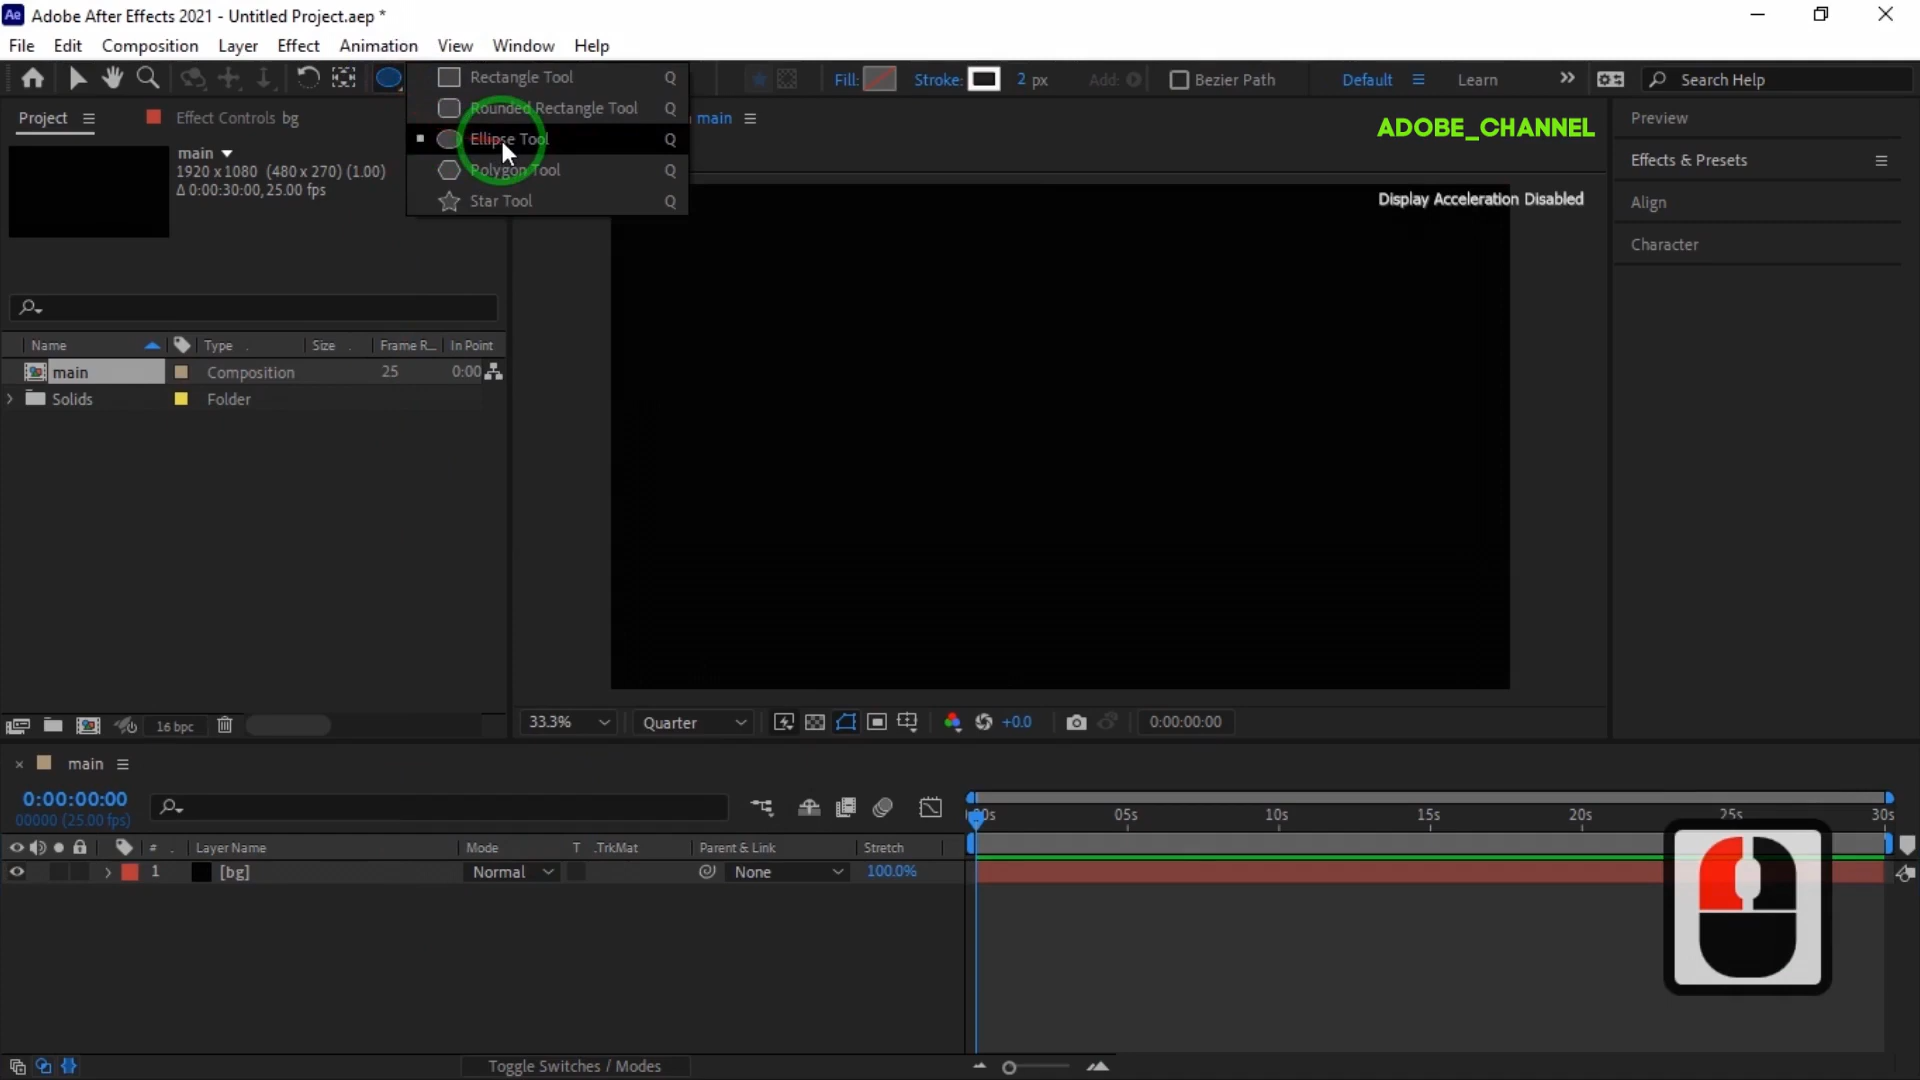 Ae Adobe After Effects 2021 - Untitled Project.aep *
File Edit Composition Layer Effect Animation View Window Help
Fill: Stroke: 2 px Add: Bezier Path Default Learn Search Help
Rectangle Tool Q
Rounded Rectangle Tool Q
Ellipse Tool Q
Polygon Tool Q
Star Tool Q
Project Effect Controls bg
main
main
1920 x 1080 (480 x 270) (1.00)
Δ 0:00:30:00, 25.00 fps
ADOBE_CHANNEL
Display Acceleration Disabled
Preview
Effects & Presets
Align
Character
Name Type Size Frame R... In Point
main Composition 25 0:00
Solids Folder
16 bpc
33.3% Quarter +0.0 0:00:00:00
main
0:00:00:00
00000 (25.00 fps)
00s 05s 10s 15s 20s 25s 30s
# Layer Name Mode T .TrkMat Parent & Link Stretch
1 [bg] Normal None 100.0%
Toggle Switches / Modes